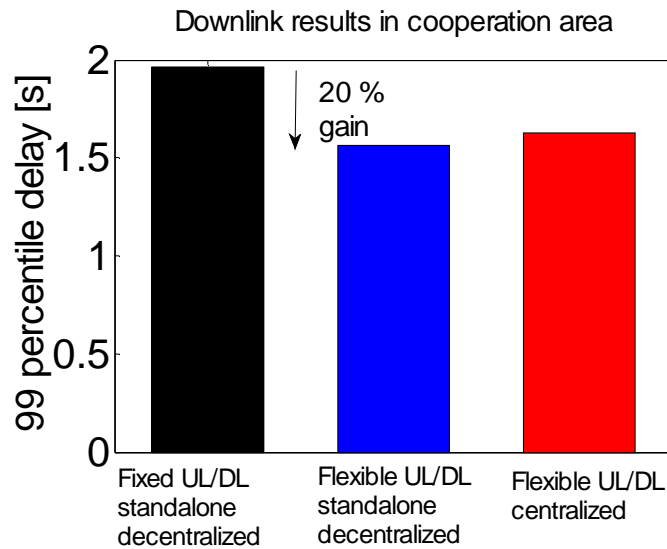 Downlink results in cooperation area
99 percentile delay [s]
2
1.5
1
0.5
0
20 %
gain
Fixed UL/DL
standalone
decentralized
Flexible UL/DL
standalone
decentralized
Flexible UL/DL
centralized